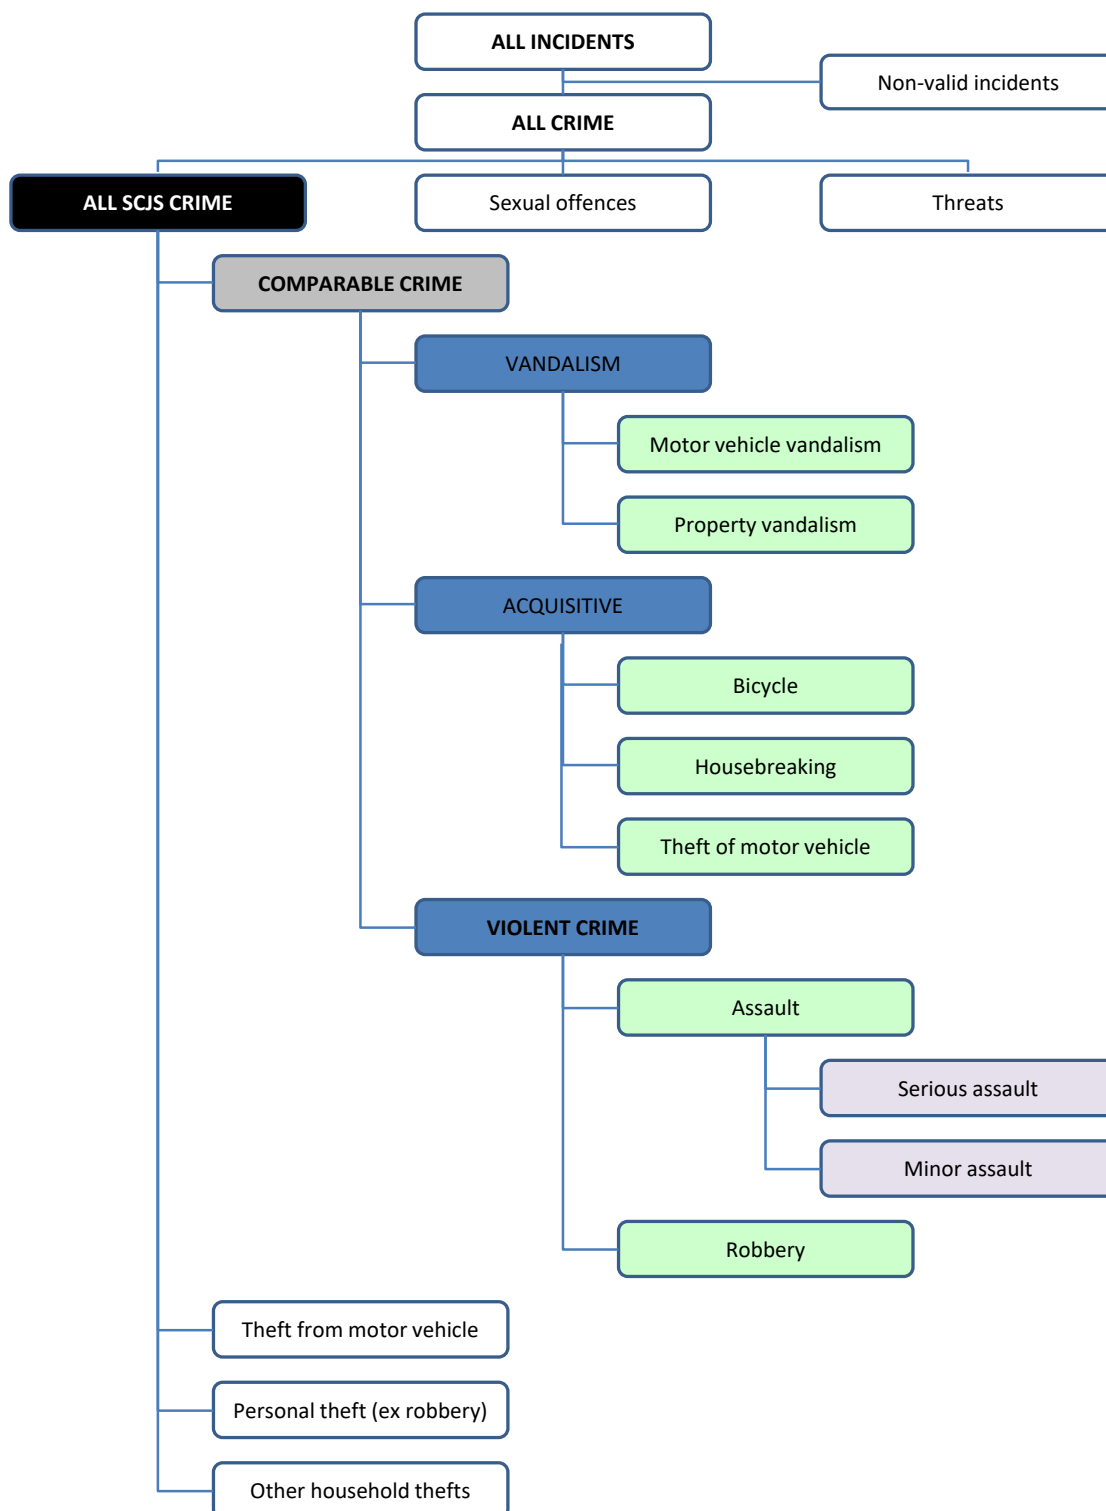 ALL INCIDENTS
Non-valid incidents
ALL CRIME
ALL SCJS CRIME
Sexual offences
Threats
COMPARABLE CRIME
VANDALISM
Motor vehicle vandalism
Property vandalism
ACQUISITIVE
Bicycle
Housebreaking
Theft of motor vehicle
VIOLENT CRIME
Assault
Serious assault
Minor assault
Robbery
Theft from motor vehicle
Personal theft (ex robbery)
Other household thefts